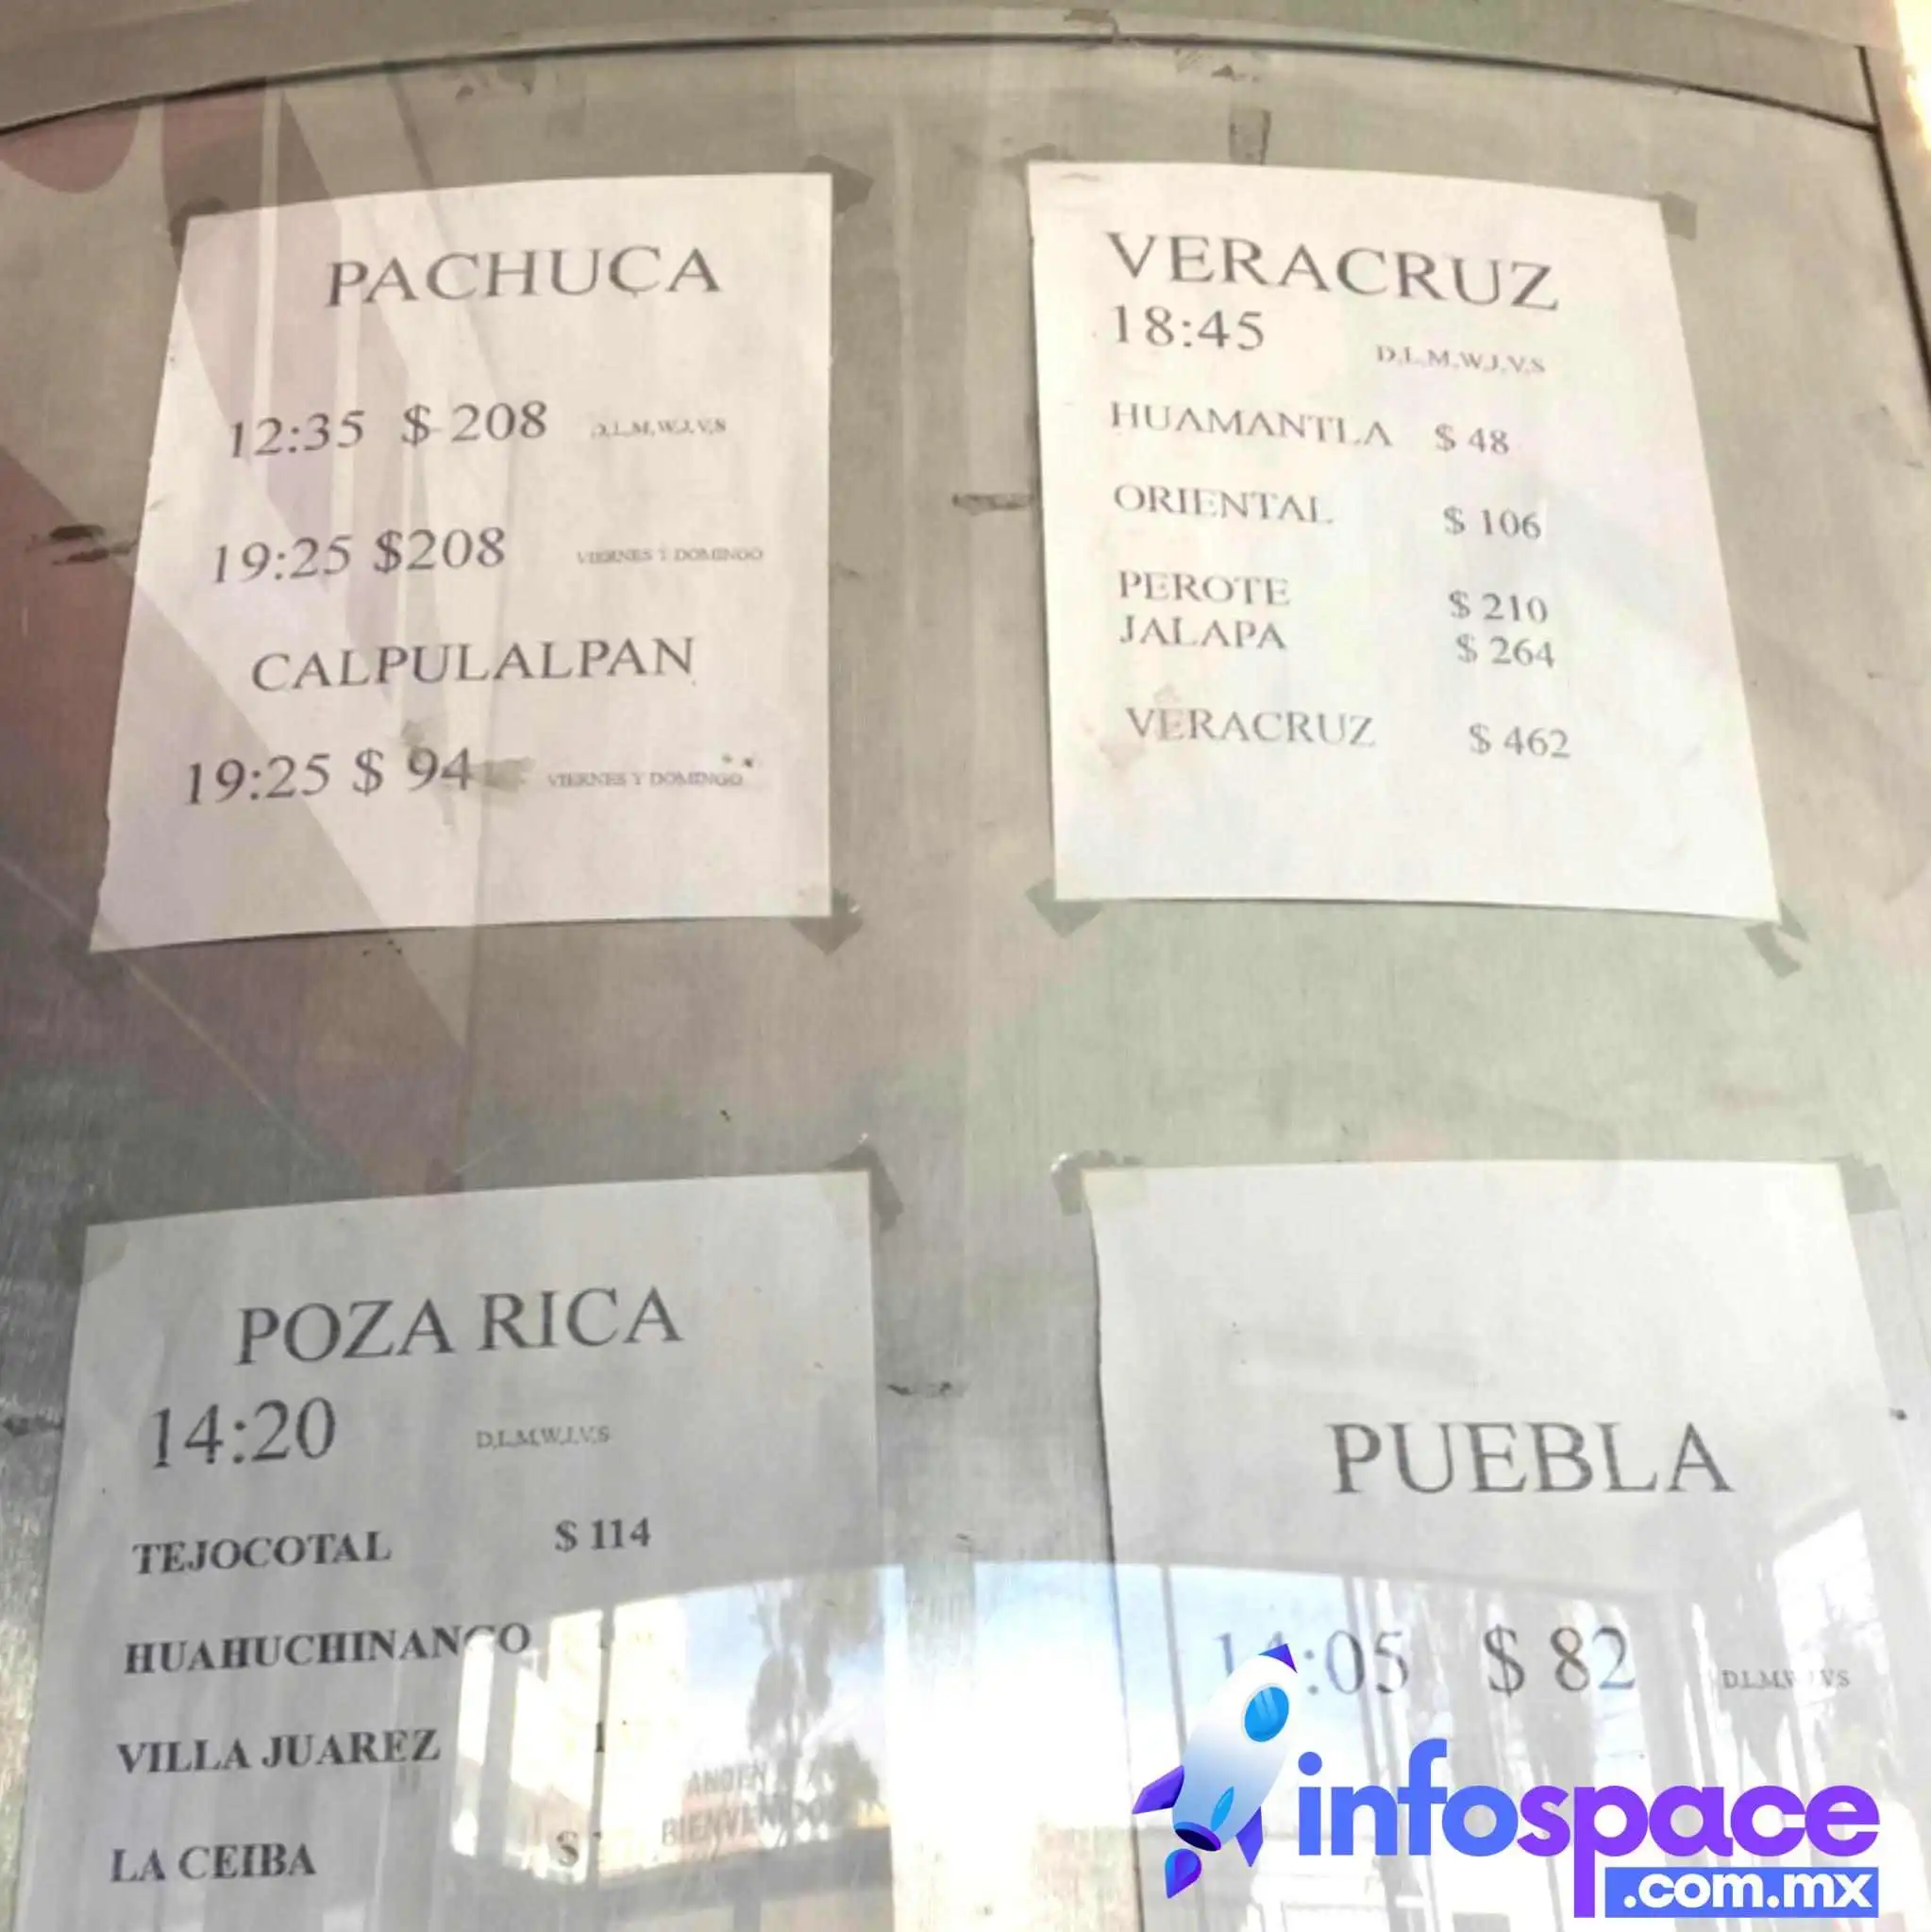 PACHUCA
12:35 $ 208 D.L.M.W.J.V.S
19:25 $208 VIERNES Y DOMINGO
CALPULALPAN
19:25 $ 94 VIERNES Y DOMINGO
VERACRUZ
18:45 D.L.M.W.J.V.S
HUAMANTLA $ 48
ORIENTAL $ 106
PEROTE $ 210
JALAPA $ 264
VERACRUZ $ 462
POZA RICA
14:20 D.L.M.W.J.V.S
TEJOCOTAL $ 114
HUAHUCHINANGO
VILLA JUAREZ
LA CEIBA $
ANDEN
PUEBLA
:05 $ 82 D.L.M.W.J.V.S
infospace
.com.mx